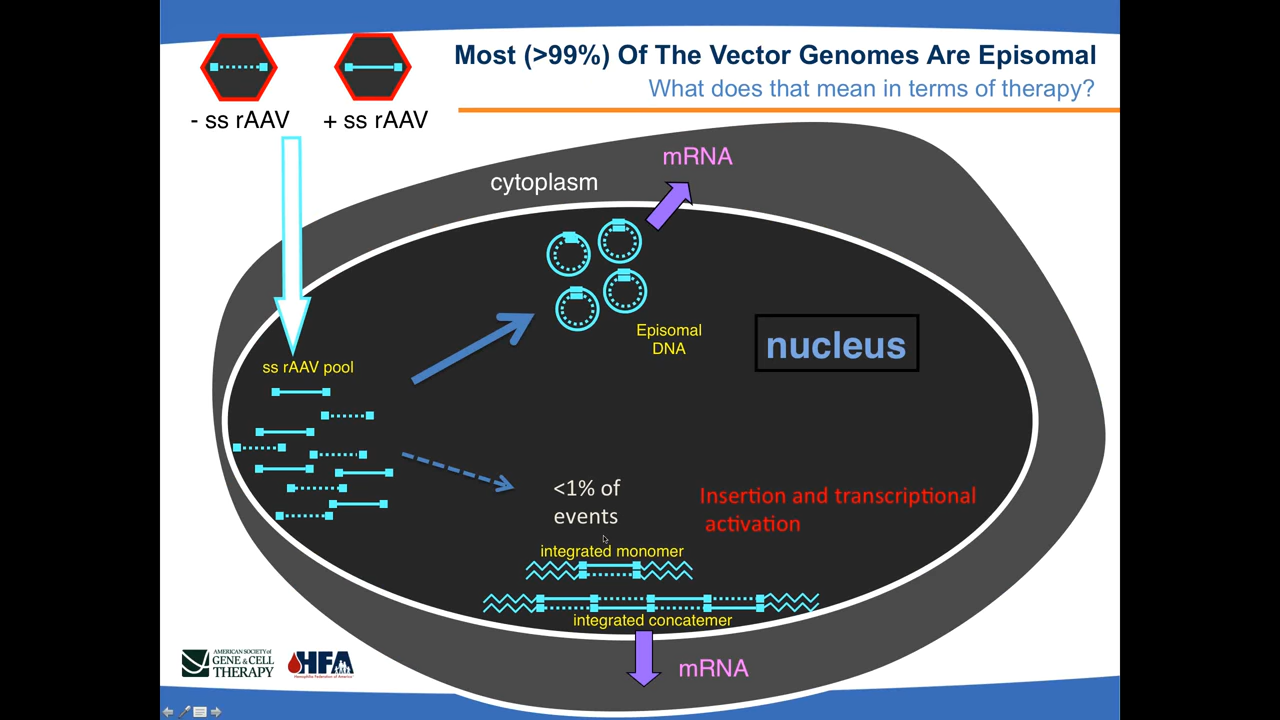 Most (>99%) Of The Vector Genomes Are Episomal
What does that mean in terms of therapy?
- ss rAAV
+ ss rAAV
mRNA
cytoplasm
Episomal
DNA
nucleus
ss rAAV pool
<1% of
events
Insertion and transcriptional
activation
integrated monomer
integrated concatemer
mRNA
AMERICAN SOCIETY of
GENE & CELL
THERAPY
HFA
Hemophilia Federation of America